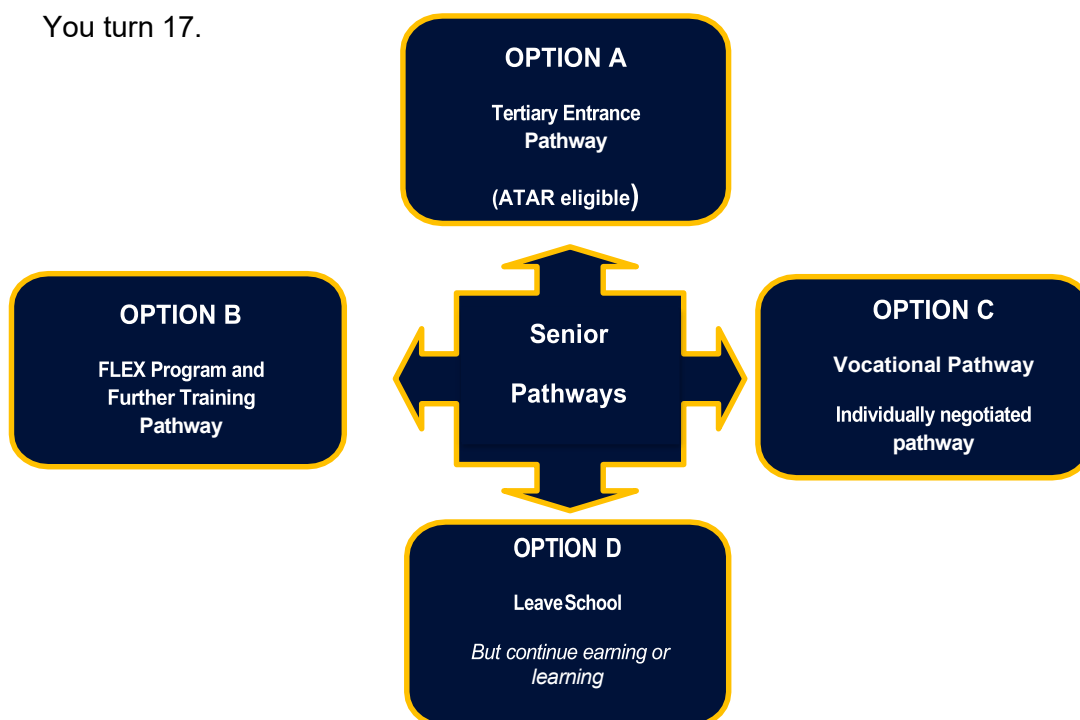 You turn 17.
OPTION A
Tertiary Entrance
Pathway
(ATAR eligible)
OPTION B
FLEX Program and
Further Training
Pathway
Senior
Pathways
OPTION C
Vocational Pathway
Individually negotiated
pathway
OPTION D
Leave School
But continue earning or
learning